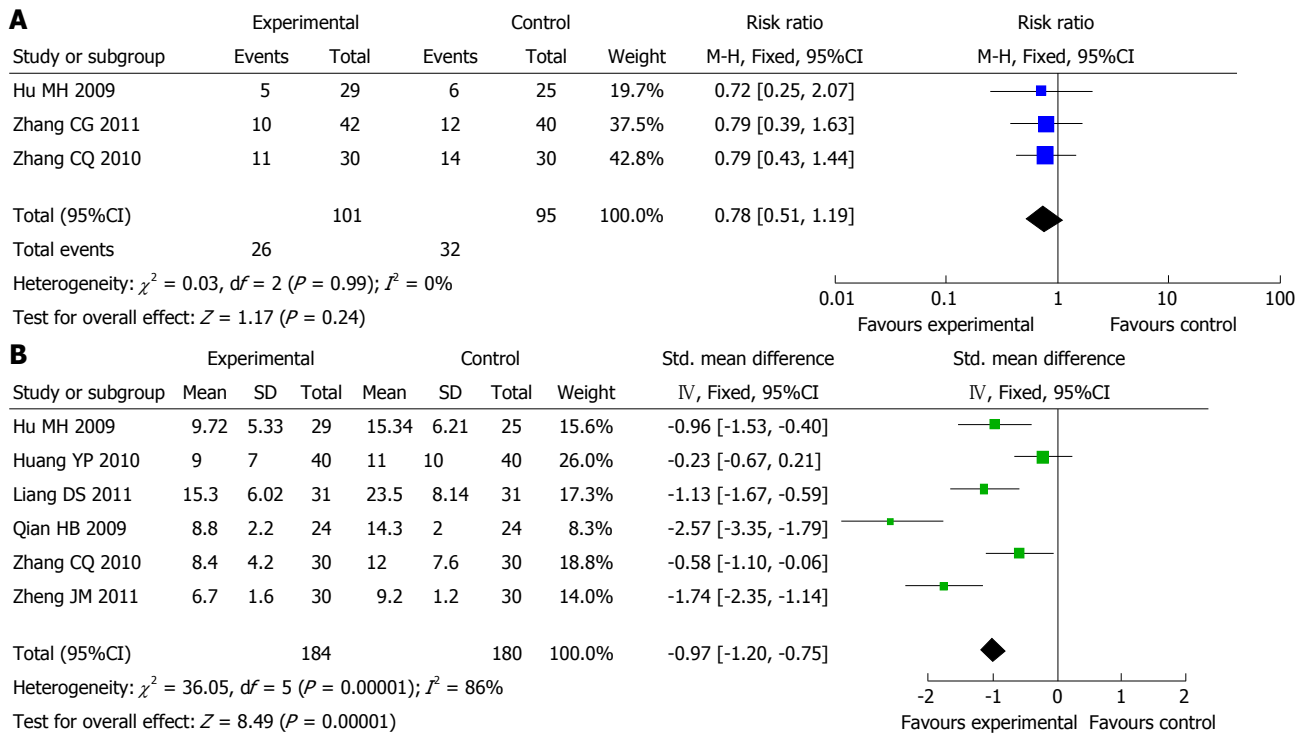 A
Experimental Control Risk ratio Risk ratio
Study or subgroup Events Total Events Total Weight M-H, Fixed, 95%CI M-H, Fixed, 95%CI
Hu MH 2009 5 29 6 25 19.7% 0.72 [0.25, 2.07]
Zhang CG 2011 10 42 12 40 37.5% 0.79 [0.39, 1.63]
Zhang CQ 2010 11 30 14 30 42.8% 0.79 [0.43, 1.44]
Total (95%CI) 101 95 100.0% 0.78 [0.51, 1.19]
Total events 26 32
Heterogeneity: χ² = 0.03, df = 2 (P = 0.99); I² = 0%
Test for overall effect: Z = 1.17 (P = 0.24)
0.01 0.1 1 10 100
Favours experimental Favours control
B
Experimental Control Std. mean difference Std. mean difference
Study or subgroup Mean SD Total Mean SD Total Weight Ⅳ, Fixed, 95%CI Ⅳ, Fixed, 95%CI
Hu MH 2009 9.72 5.33 29 15.34 6.21 25 15.6% -0.96 [-1.53, -0.40]
Huang YP 2010 9 7 40 11 10 40 26.0% -0.23 [-0.67, 0.21]
Liang DS 2011 15.3 6.02 31 23.5 8.14 31 17.3% -1.13 [-1.67, -0.59]
Qian HB 2009 8.8 2.2 24 14.3 2 24 8.3% -2.57 [-3.35, -1.79]
Zhang CQ 2010 8.4 4.2 30 12 7.6 30 18.8% -0.58 [-1.10, -0.06]
Zheng JM 2011 6.7 1.6 30 9.2 1.2 30 14.0% -1.74 [-2.35, -1.14]
Total (95%CI) 184 180 100.0% -0.97 [-1.20, -0.75]
Heterogeneity: χ² = 36.05, df = 5 (P = 0.00001); I² = 86%
Test for overall effect: Z = 8.49 (P = 0.00001)
-2 -1 0 1 2
Favours experimental Favours control